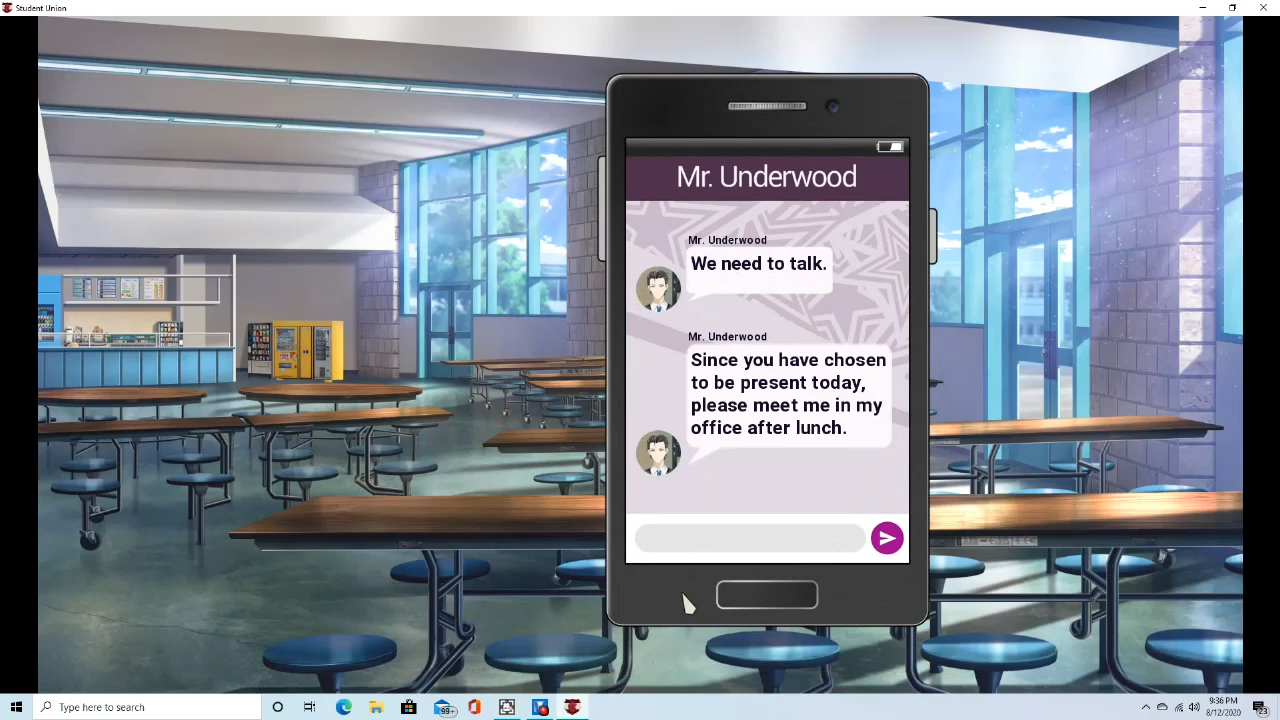 Student Union
Mr. Underwood
Mr. Underwood
We need to talk.
Mr. Underwood
Since you have chosen
to be present today,
please meet me in my
office after lunch.
Type here to search
99+
9:36 PM
8/12/2020
23